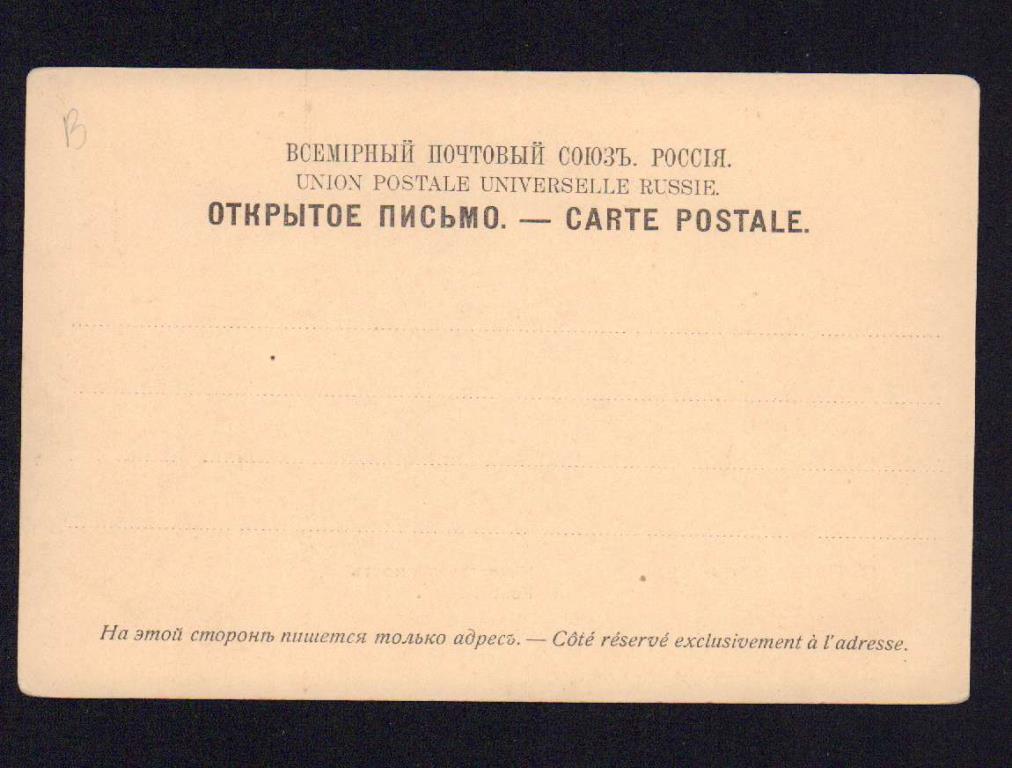 В
ВСЕМІРНЫЙ ПОЧТОВЫЙ СОЮЗЪ. РОССІЯ.
UNION POSTALE UNIVERSELLE RUSSIE.
ОТКРЫТОЕ ПИСЬМО. — CARTE POSTALE.
На этой сторонѣ пишется только адресъ. — Côté réservé exclusivement à l'adresse.